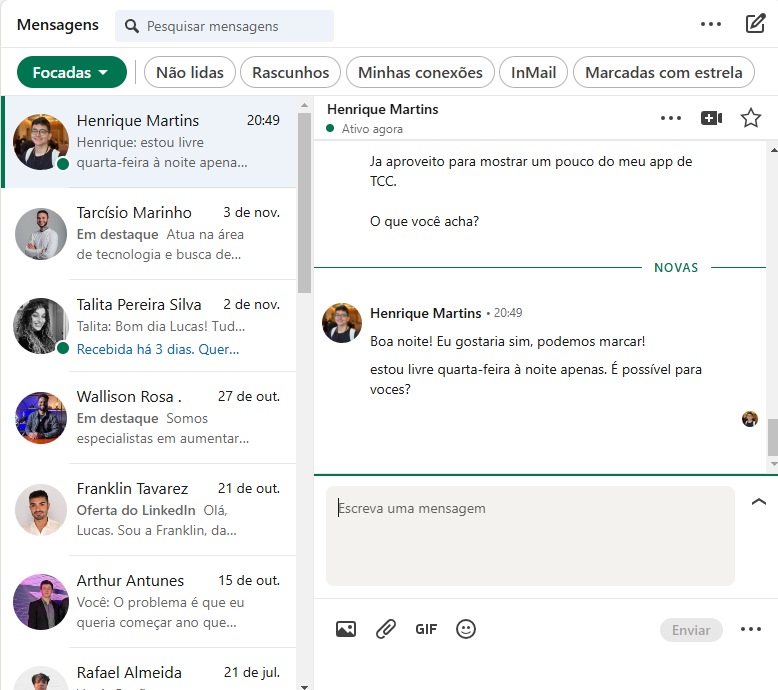 Mensagens
Pesquisar mensagens
Focadas
Não lidas
Rascunhos
Minhas conexões
InMail
Marcadas com estrela
Henrique Martins 20:49
Henrique: estou livre
quarta-feira à noite apena...
Tarcísio Marinho 3 de nov.
Em destaque Atua na área
de tecnologia e busca de...
Talita Pereira Silva 2 de nov.
Talita: Bom dia Lucas! Tud...
Recebida há 3 dias. Quer...
Wallison Rosa . 27 de out.
Em destaque Somos
especialistas em aumentar...
Franklin Tavarez 21 de out.
Oferta do LinkedIn Olá,
Lucas. Sou a Franklin, da...
Arthur Antunes 15 de out.
Você: O problema é que eu
queria começar ano que...
Rafael Almeida 21 de jul.
Henrique Martins
Ativo agora
Ja aproveito para mostrar um pouco do meu app de
TCC.
O que você acha?
NOVAS
Henrique Martins • 20:49
Boa noite! Eu gostaria sim, podemos marcar!
estou livre quarta-feira à noite apenas. É possível para
voces?
Escreva uma mensagem
GIF
Enviar